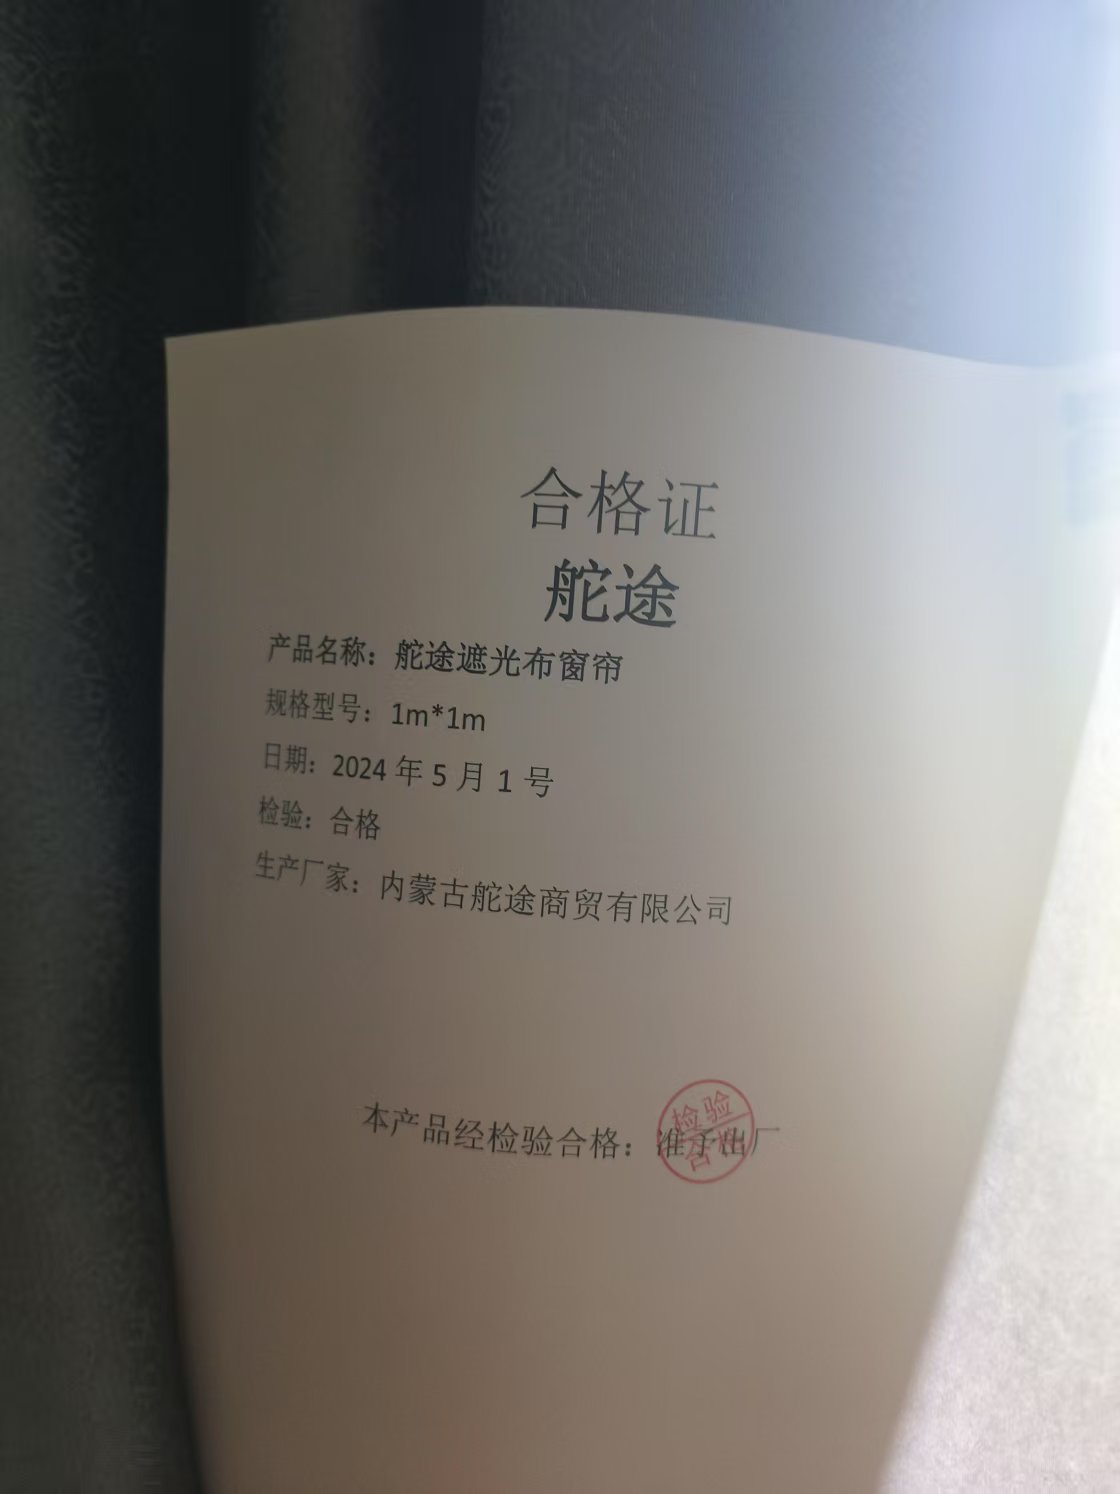 合格证
舵途
产品名称：舵途遮光布窗帘
规格型号：1m*1m
日期：2024 年 5 月 1 号
检验：合格
生产厂家：内蒙古舵途商贸有限公司
本产品经检验合格：准予出厂
检验
合格